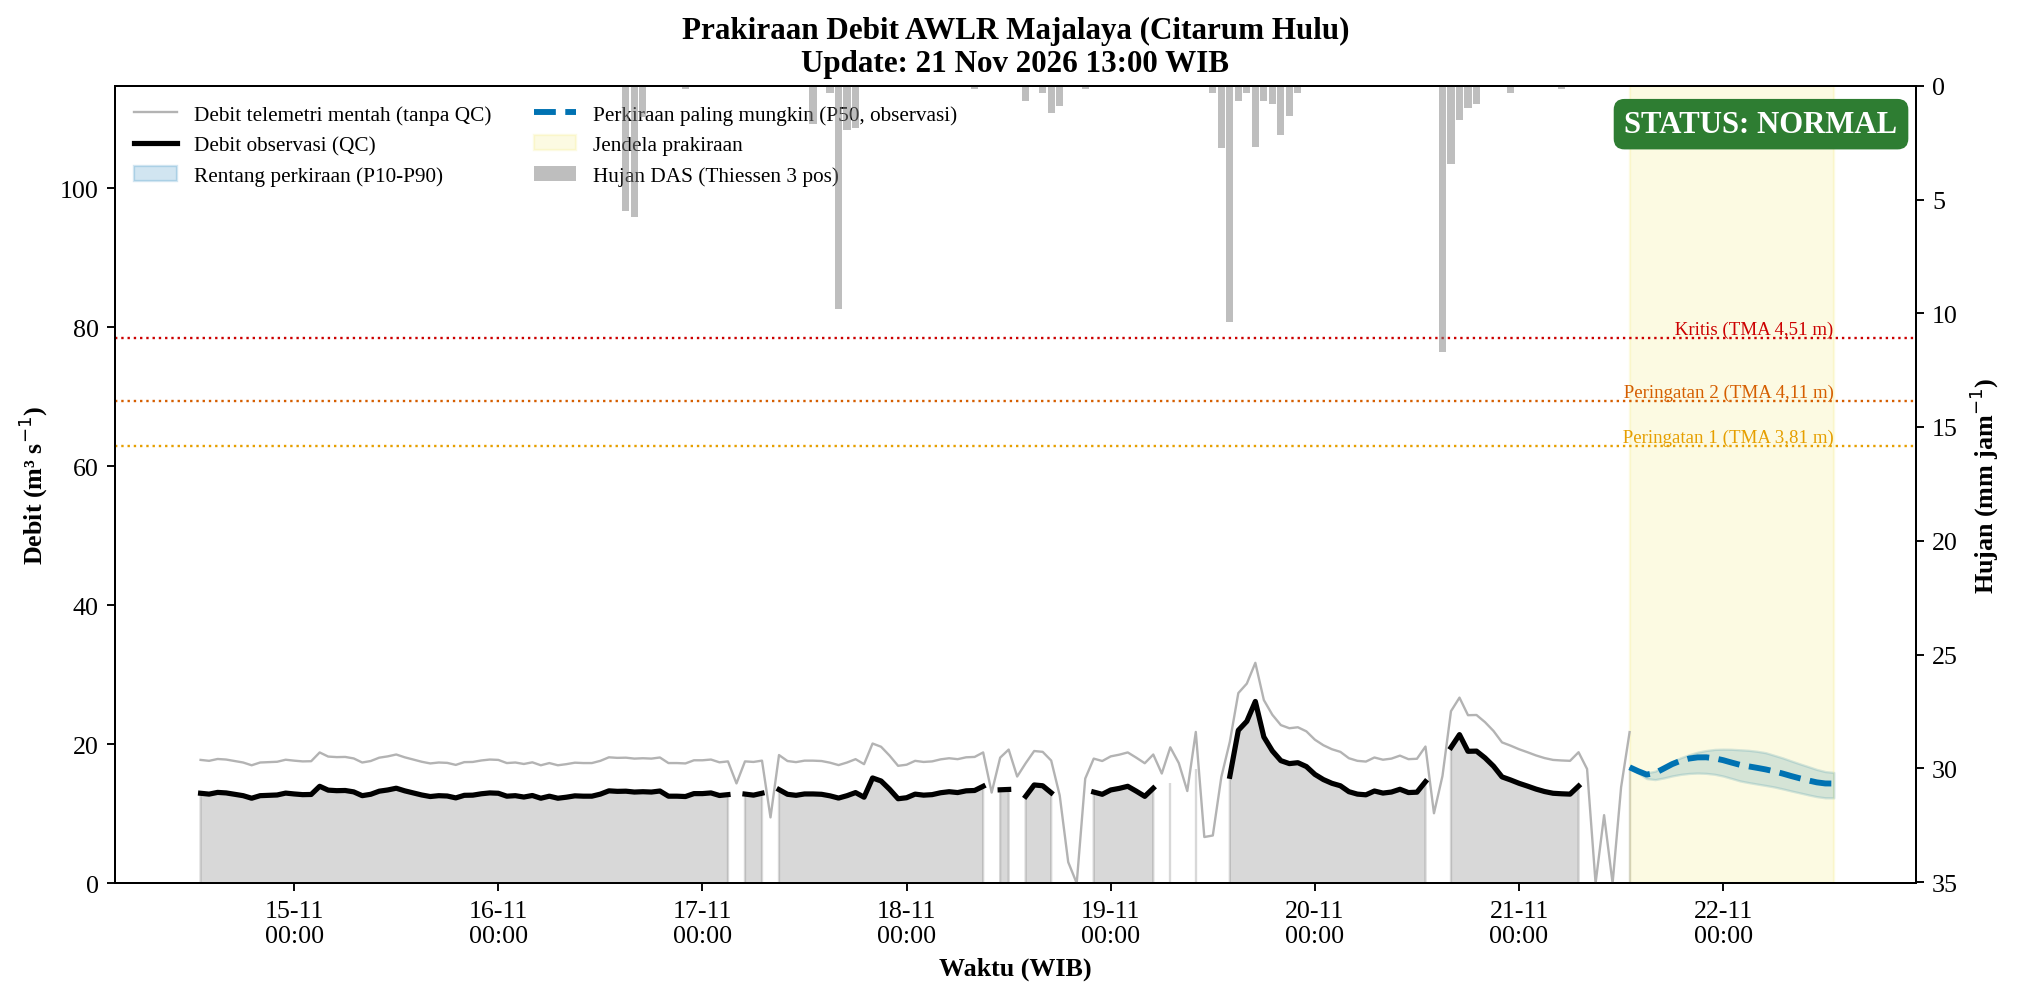 Prakiraan Debit AWLR Majalaya (Citarum Hulu)
Update: 21 Nov 2026 13:00 WIB
Debit telemetri mentah (tanpa QC)
Debit observasi (QC)
Rentang perkiraan (P10-P90)
Perkiraan paling mungkin (P50, observasi)
Jendela prakiraan
Hujan DAS (Thiessen 3 pos)
STATUS: NORMAL
Kritis (TMA 4,51 m)
Peringatan 2 (TMA 4,11 m)
Peringatan 1 (TMA 3,81 m)
Debit (m³ s⁻¹)
100
80
60
40
20
0
Hujan (mm jam⁻¹)
0
5
10
15
20
25
30
35
15-11
00:00
16-11
00:00
17-11
00:00
18-11
00:00
19-11
00:00
20-11
00:00
21-11
00:00
22-11
00:00
Waktu (WIB)